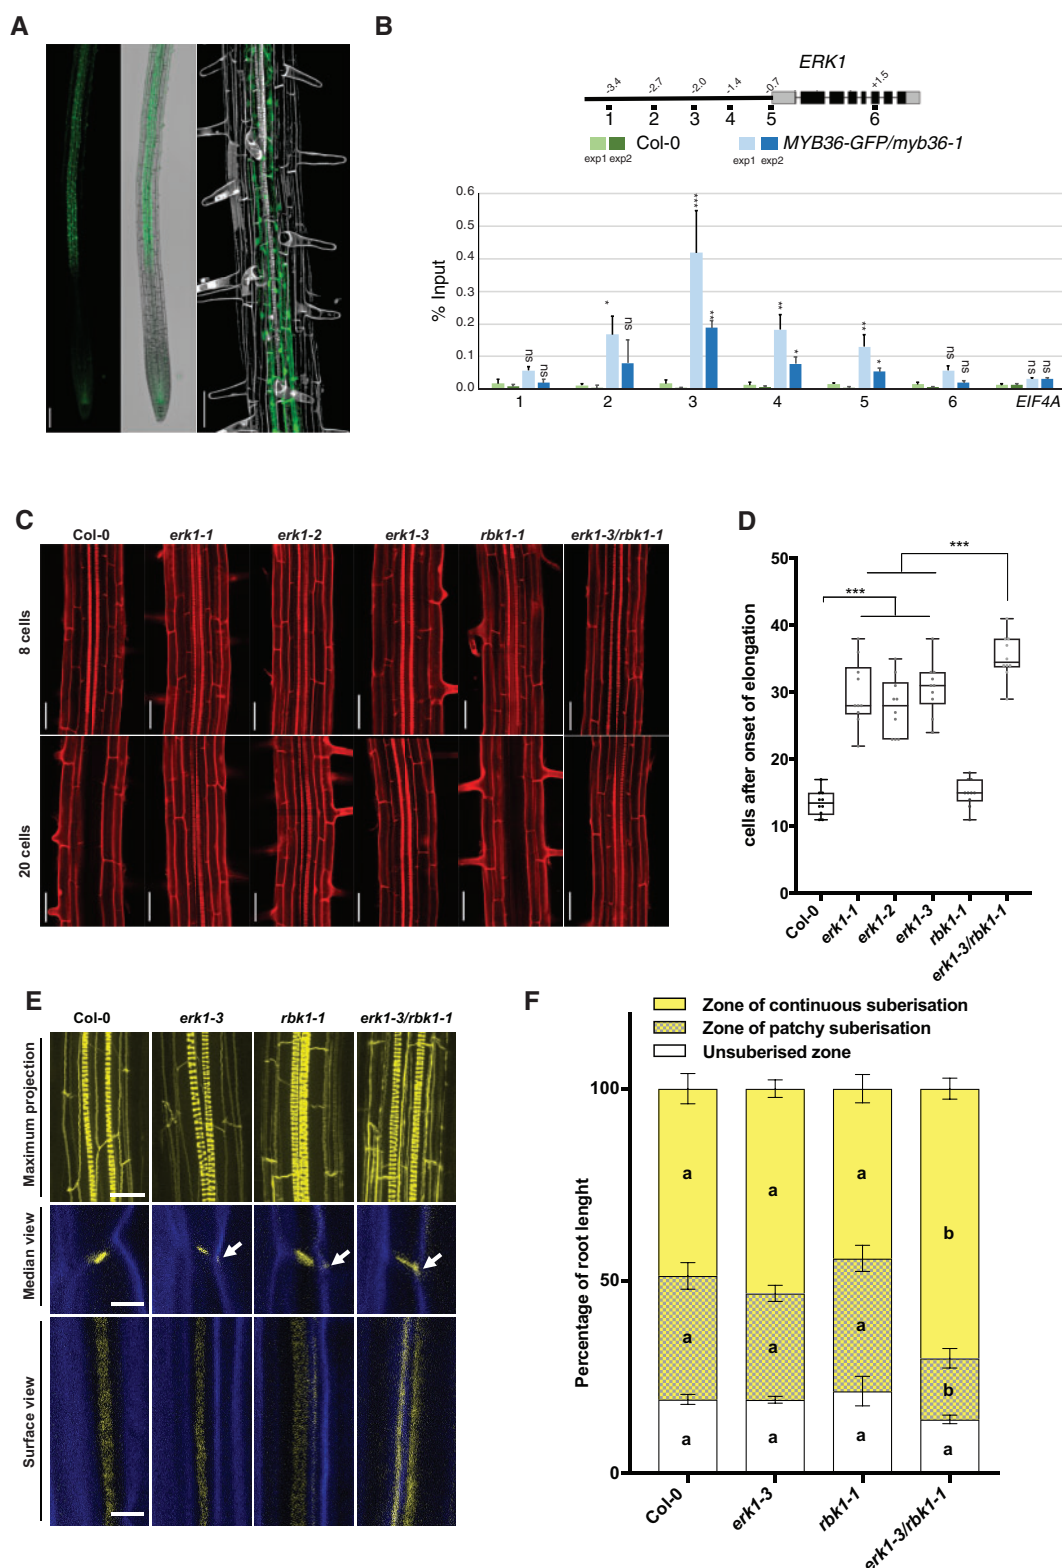 A
B
ERK1
-3.4
-2.7
-2.0
-1.4
-0.7
+1.5
1
2
3
4
5
6
Col-0
MYB36-GFP/myb36-1
exp1 exp2
exp1 exp2
% Input
0.6
0.5
0.4
0.3
0.2
0.1
0.0
ns
ns
*
ns
***
***
**
*
**
*
ns
ns
ns
ns
1
2
3
4
5
6
EIF4A
C
Col-0
erk1-1
erk1-2
erk1-3
rbk1-1
erk1-3/rbk1-1
8 cells
20 cells
D
cells after onset of elongation
50
40
30
20
10
0
***
***
Col-0
erk1-1
erk1-2
erk1-3
rbk1-1
erk1-3/rbk1-1
E
Col-0
erk1-3
rbk1-1
erk1-3/rbk1-1
Maximum projection
Median view
Surface view
F
Zone of continuous suberisation
Zone of patchy suberisation
Unsuberised zone
Percentage of root lenght
100
50
0
a
a
a
b
a
a
a
b
a
a
a
a
Col-0
erk1-3
rbk1-1
erk1-3/rbk1-1